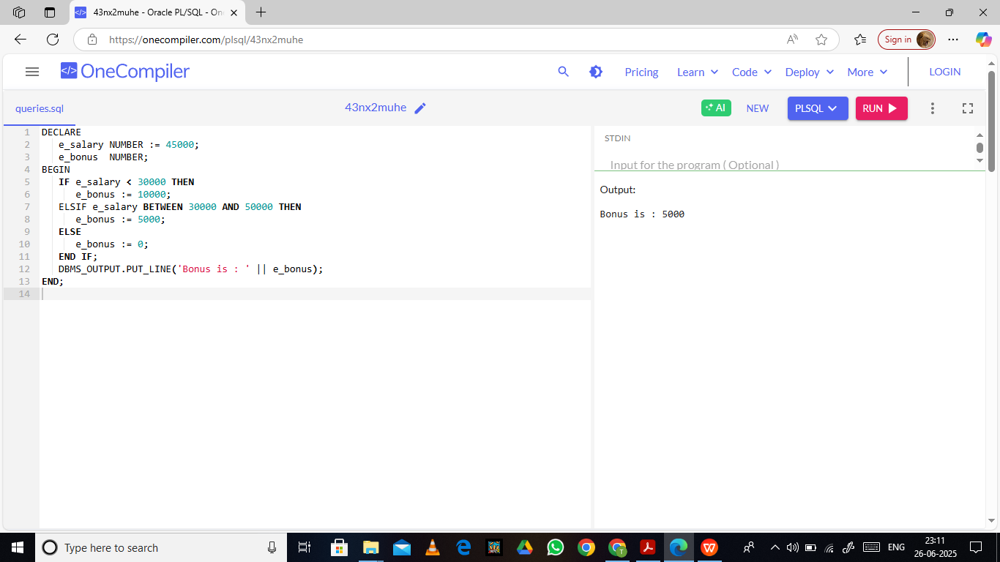 43nx2muhe - Oracle PL/SQL - On
https://onecompiler.com/plsql/43nx2muhe
Sign in
</> OneCompiler
Pricing
Learn
Code
Deploy
More
LOGIN
queries.sql
43nx2muhe
AI
NEW
PLSQL
RUN
1 DECLARE
2    e_salary NUMBER := 45000;
3    e_bonus  NUMBER;
4 BEGIN
5    IF e_salary < 30000 THEN
6       e_bonus := 10000;
7    ELSIF e_salary BETWEEN 30000 AND 50000 THEN
8       e_bonus := 5000;
9    ELSE
10       e_bonus := 0;
11    END IF;
12    DBMS_OUTPUT.PUT_LINE('Bonus is : ' || e_bonus);
13 END;
14
STDIN
Input for the program ( Optional )
Output:
Bonus is : 5000
Type here to search
ENG
23:11
26-06-2025